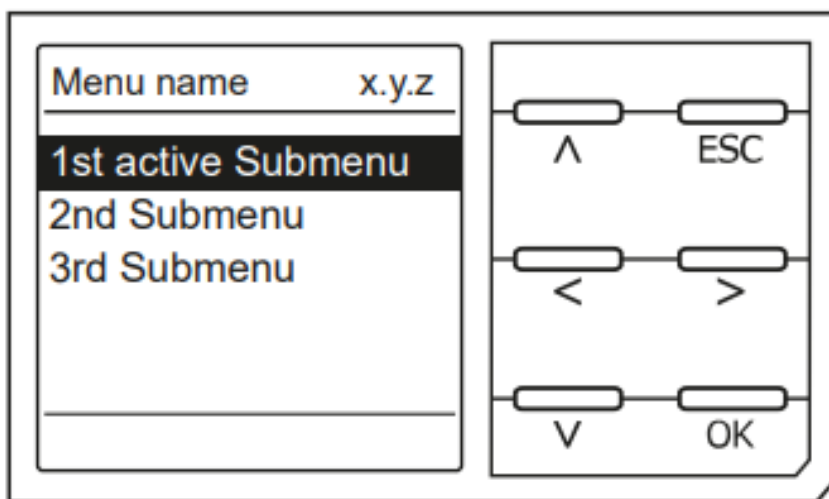 Menu name x.y.z
1st active Submenu
2nd Submenu
3rd Submenu
ʌ ESC
< >
v OK